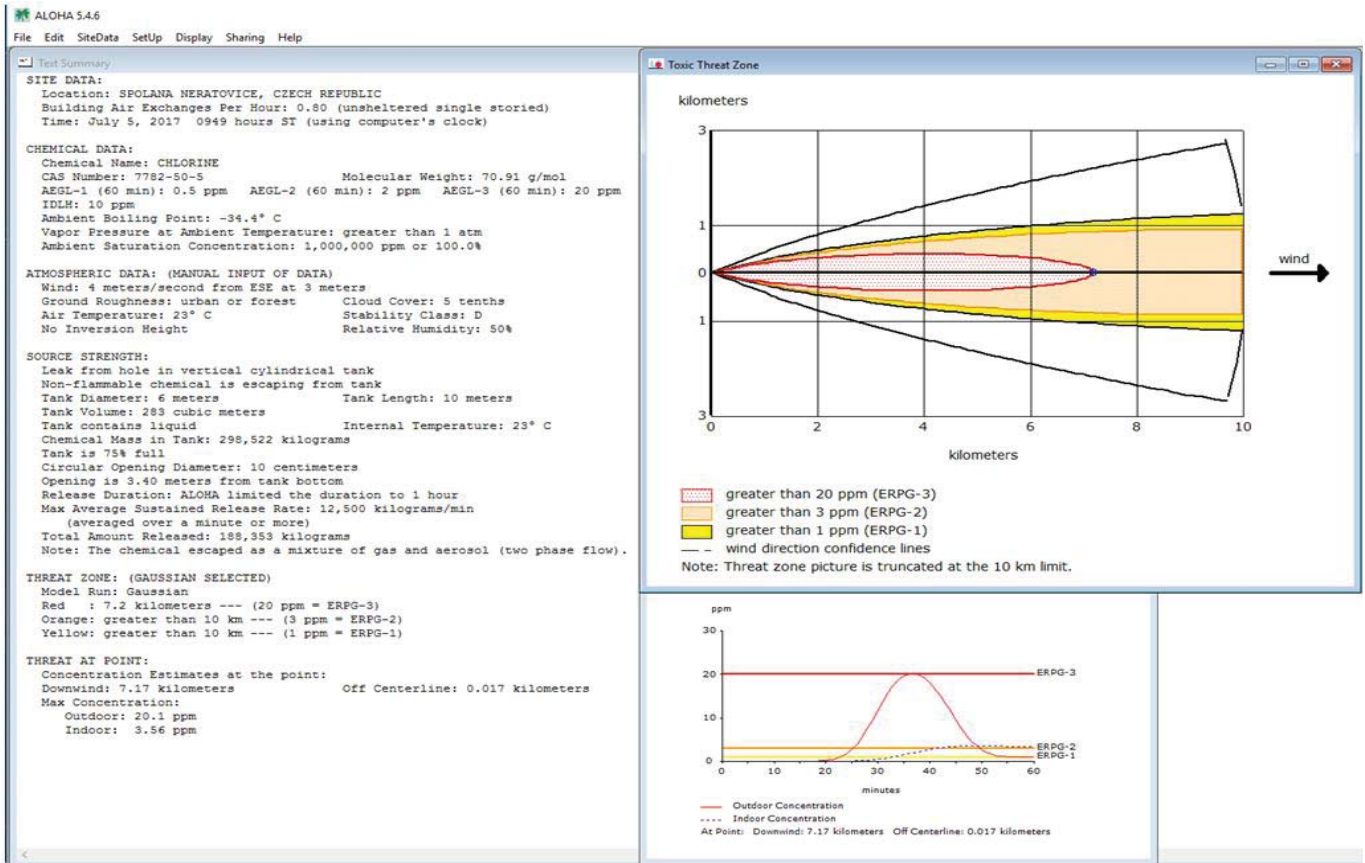 ALOHA 5.4.6
File Edit SiteData SetUp Display Sharing Help
Text Summary
SITE DATA:
Location: SPOLANA NERATOVICE, CZECH REPUBLIC
Building Air Exchanges Per Hour: 0.80 (unsheltered single storied)
Time: July 5, 2017 0949 hours ST (using computer's clock)
CHEMICAL DATA:
Chemical Name: CHLORINE
CAS Number: 7782-50-5 Molecular Weight: 70.91 g/mol
AEGL-1 (60 min): 0.5 ppm AEGL-2 (60 min): 2 ppm AEGL-3 (60 min): 20 ppm
IDLH: 10 ppm
Ambient Boiling Point: -34.4° C
Vapor Pressure at Ambient Temperature: greater than 1 atm
Ambient Saturation Concentration: 1,000,000 ppm or 100.0%
ATMOSPHERIC DATA: (MANUAL INPUT OF DATA)
Wind: 4 meters/second from ESE at 3 meters
Ground Roughness: urban or forest Cloud Cover: 5 tenths
Air Temperature: 23° C Stability Class: D
No Inversion Height Relative Humidity: 50%
SOURCE STRENGTH:
Leak from hole in vertical cylindrical tank
Non-flammable chemical is escaping from tank
Tank Diameter: 6 meters Tank Length: 10 meters
Tank Volume: 283 cubic meters
Tank contains liquid Internal Temperature: 23° C
Chemical Mass in Tank: 298,522 kilograms
Tank is 75% full
Circular Opening Diameter: 10 centimeters
Opening is 3.40 meters from tank bottom
Release Duration: ALOHA limited the duration to 1 hour
Max Average Sustained Release Rate: 12,500 kilograms/min
(averaged over a minute or more)
Total Amount Released: 188,353 kilograms
Note: The chemical escaped as a mixture of gas and aerosol (two phase flow).
THREAT ZONE: (GAUSSIAN SELECTED)
Model Run: Gaussian
Red : 7.2 kilometers --- (20 ppm = ERPG-3)
Orange: greater than 10 km --- (3 ppm = ERPG-2)
Yellow: greater than 10 km --- (1 ppm = ERPG-1)
THREAT AT POINT:
Concentration Estimates at the point:
Downwind: 7.17 kilometers Off Centerline: 0.017 kilometers
Max Concentration:
Outdoor: 20.1 ppm
Indoor: 3.56 ppm
Toxic Threat Zone
kilometers
3
1
0
1
3
0 2 4 6 8 10
wind
kilometers
greater than 20 ppm (ERPG-3)
greater than 3 ppm (ERPG-2)
greater than 1 ppm (ERPG-1)
wind direction confidence lines
Note: Threat zone picture is truncated at the 10 km limit.
ppm
30
20 ERPG-3
10
ERPG-2
0 ERPG-1
0 10 20 30 40 50 60
minutes
Outdoor Concentration
Indoor Concentration
At Point: Downwind: 7.17 kilometers Off Centerline: 0.017 kilometers